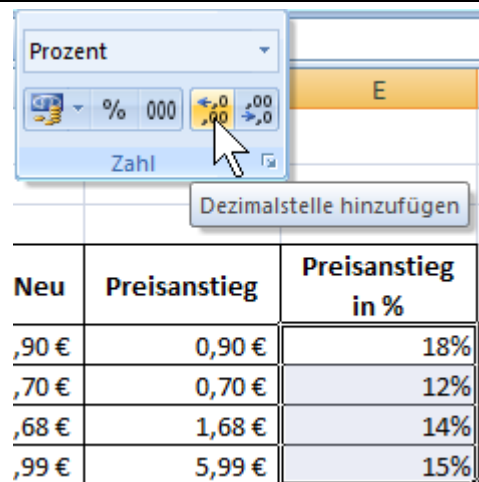 Prozent
% 000 ←,0 ,00 ,00 →,0
Zahl
E
Dezimalstelle hinzufügen
Neu Preisanstieg Preisanstieg in %
,90 € 0,90 € 18%
,70 € 0,70 € 12%
,68 € 1,68 € 14%
,99 € 5,99 € 15%